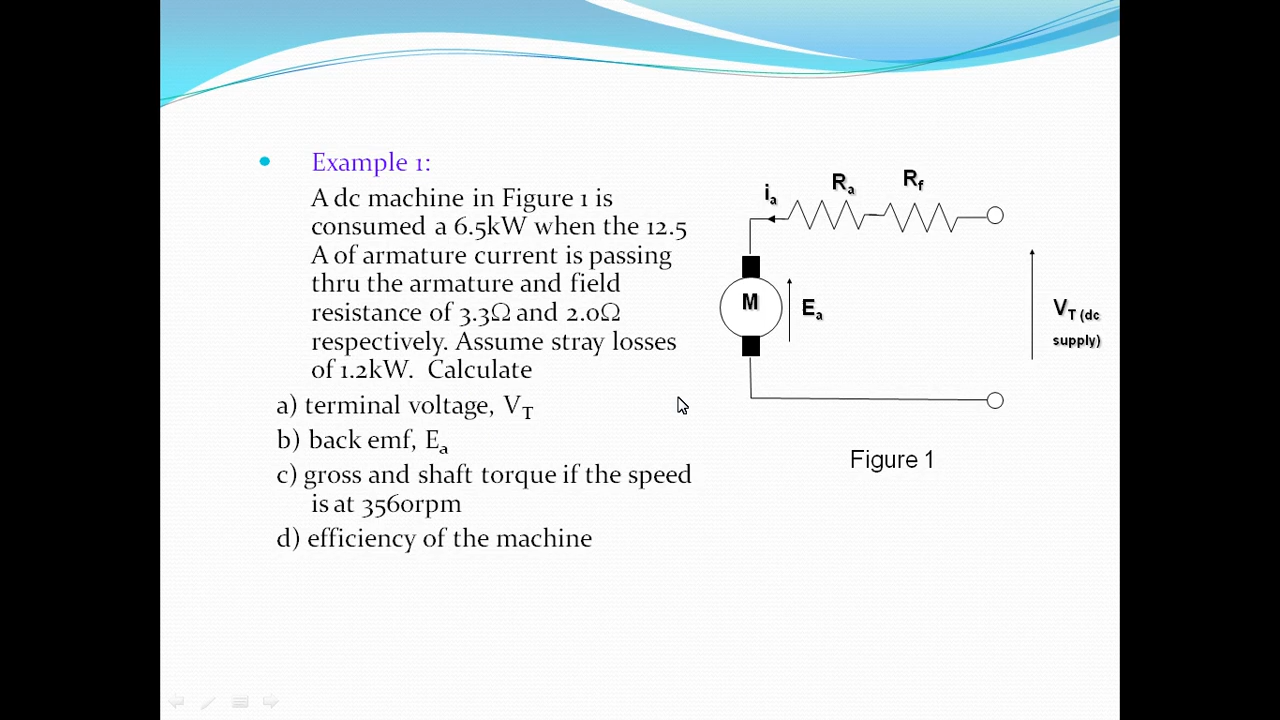 Example 1:
A dc machine in Figure 1 is
consumed a 6.5kW when the 12.5
A of armature current is passing
thru the armature and field
resistance of 3.3Ω and 2.0Ω
respectively. Assume stray losses
of 1.2kW. Calculate
a) terminal voltage, VT
b) back emf, Ea
c) gross and shaft torque if the speed
is at 3560rpm
d) efficiency of the machine
ia
Ra
Rf
M
Ea
VT (dc
supply)
Figure 1